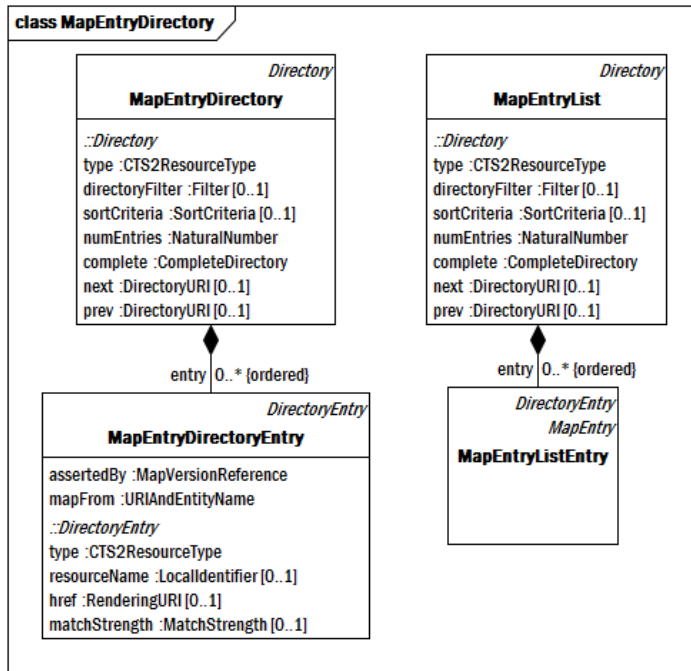 class MapEntryDirectory
Directory
MapEntryDirectory
::Directory
type :CTS2ResourceType
directoryFilter :Filter [0..1]
sortCriteria :SortCriteria [0..1]
numEntries :NaturalNumber
complete :CompleteDirectory
next :DirectoryURI [0..1]
prev :DirectoryURI [0..1]
entry 0..* {ordered}
DirectoryEntry
MapEntryDirectoryEntry
assertedBy :MapVersionReference
mapFrom :URIAndEntityName
::DirectoryEntry
type :CTS2ResourceType
resourceName :LocalIdentifier [0..1]
href :RenderingURI [0..1]
matchStrength :MatchStrength [0..1]
Directory
MapEntryList
::Directory
type :CTS2ResourceType
directoryFilter :Filter [0..1]
sortCriteria :SortCriteria [0..1]
numEntries :NaturalNumber
complete :CompleteDirectory
next :DirectoryURI [0..1]
prev :DirectoryURI [0..1]
entry 0..* {ordered}
DirectoryEntry
MapEntry
MapEntryListEntry